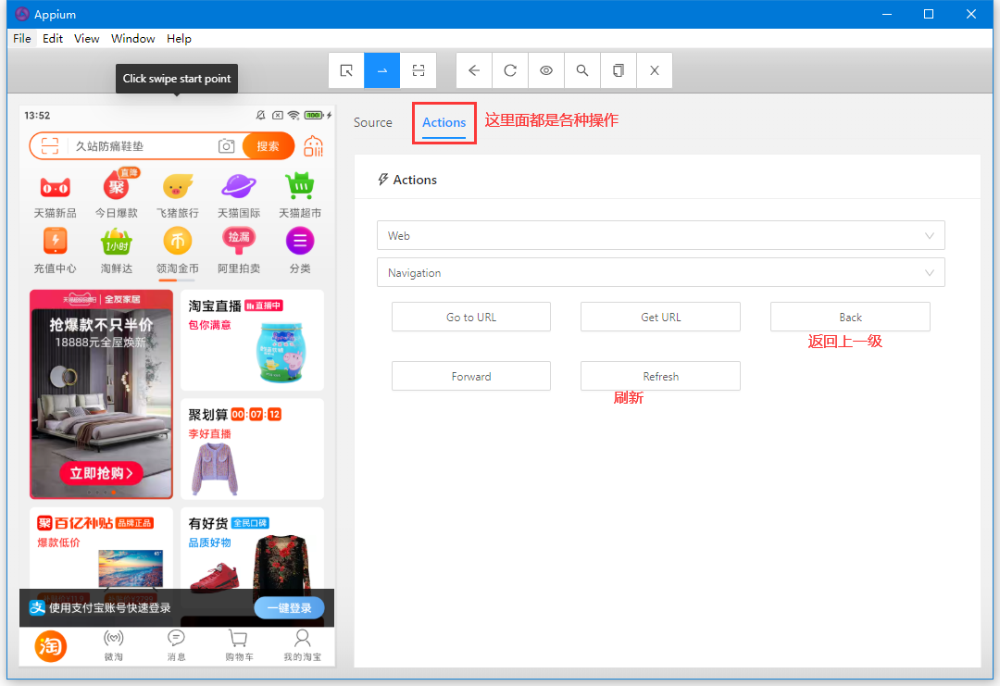 Appium
File Edit View Window Help
Click swipe start point
Source
Actions
这里面都是各种操作
13:52
100
久站防痛鞋垫
搜索
直降
聚
天猫新品
今日爆款
飞猪旅行
天猫国际
天猫超市
1小时
币
捡漏
充值中心
淘鲜达
领淘金币
阿里拍卖
分类
全友家居
抢爆款不只半价
18888元全屋焕新
立即抢购
淘宝直播
直播中
包你满意
聚划算
00:07:12
李好直播
聚 百亿补贴 品牌正品
爆款低价
有好货
全民口碑
品质好物
支 使用支付宝账号快速登录
一键登录
淘
微淘
消息
购物车
我的淘宝
Actions
Web
Navigation
Go to URL
Get URL
Back
返回上一级
Forward
Refresh
刷新